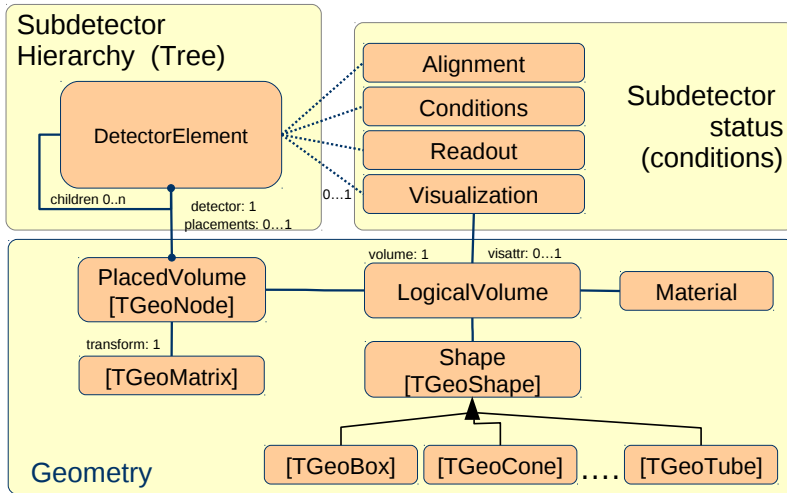 Subdetector
Hierarchy (Tree)
DetectorElement
children 0..n
detector: 1
placements: 0...1
Alignment
Conditions
Readout
Visualization
0...1
Subdetector
status
(conditions)
volume: 1
visattr: 0...1
PlacedVolume
[TGeoNode]
LogicalVolume
Material
transform: 1
[TGeoMatrix]
Shape
[TGeoShape]
[TGeoBox]
[TGeoCone]
....
[TGeoTube]
Geometry